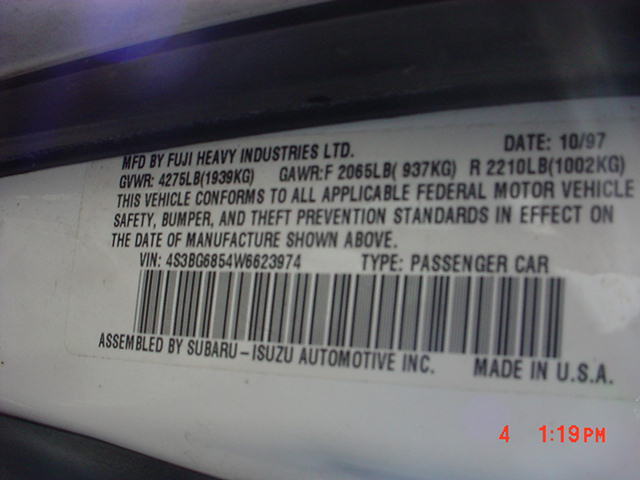 MFD BY FUJI HEAVY INDUSTRIES LTD. DATE: 10/97
GVWR: 4275LB(1939KG) GAWR:F 2065LB( 937KG) R 2210LB(1002KG)
THIS VEHICLE CONFORMS TO ALL APPLICABLE FEDERAL MOTOR VEHICLE
SAFETY, BUMPER, AND THEFT PREVENTION STANDARDS IN EFFECT ON
THE DATE OF MANUFACTURE SHOWN ABOVE.
VIN: 4S3BG6854W6623974 TYPE: PASSENGER CAR
ASSEMBLED BY SUBARU-ISUZU AUTOMOTIVE INC. MADE IN U.S.A.
4 1:19PM